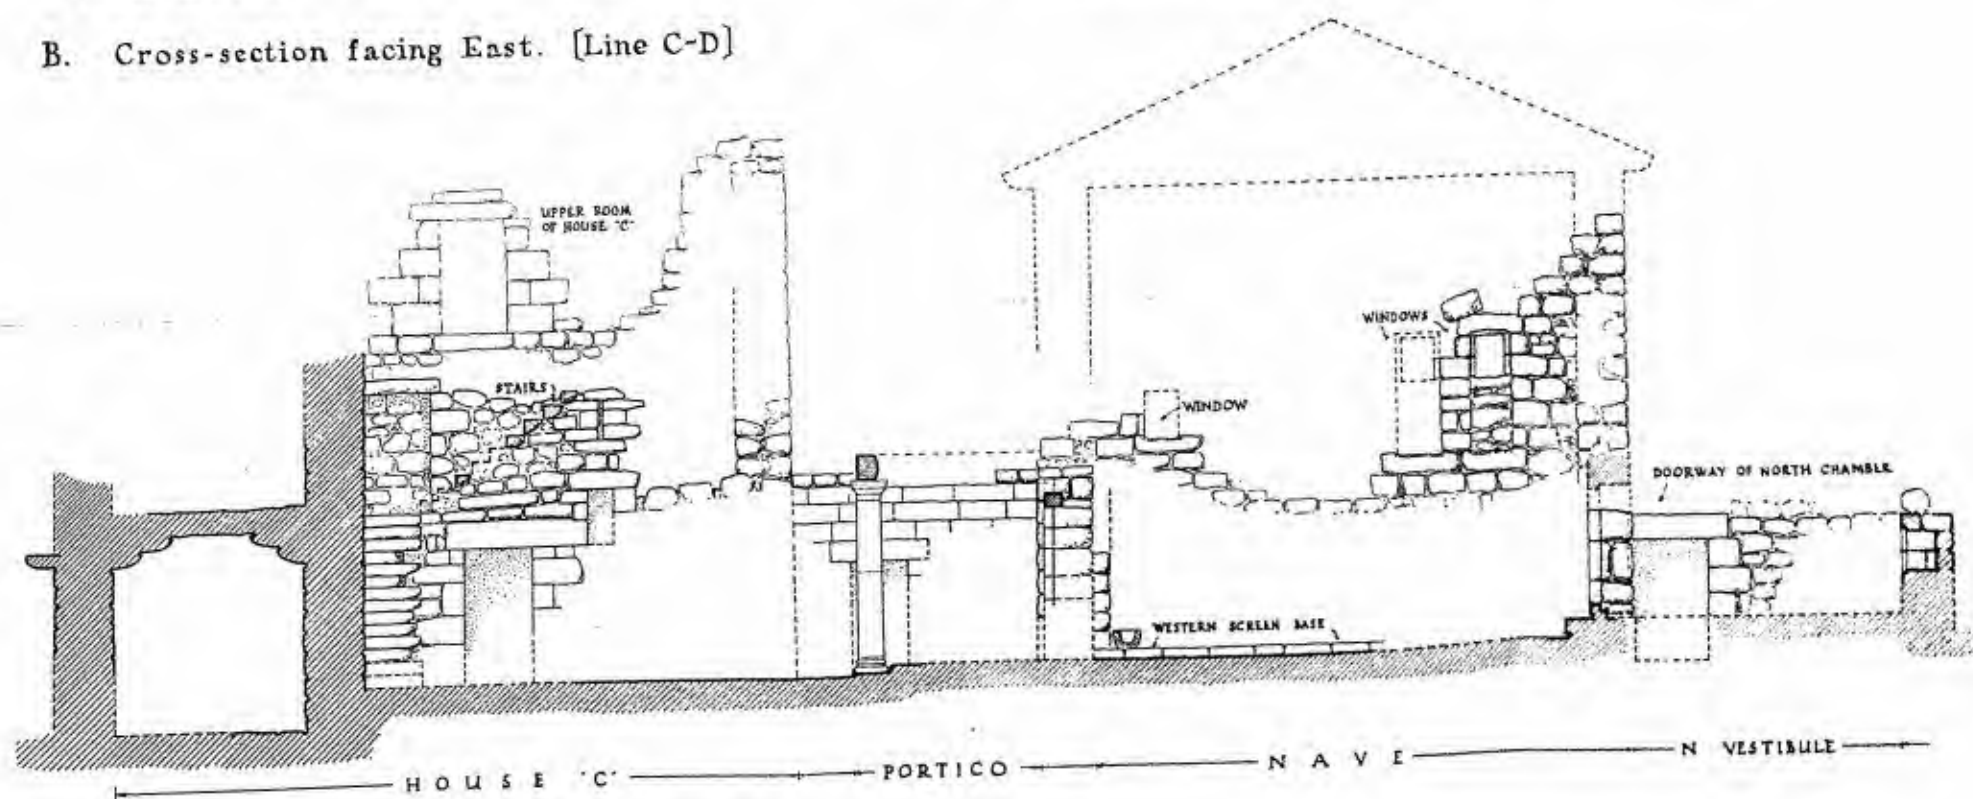 B. Cross-section facing East. [Line C-D]
UPPER ROOM
OF HOUSE "C"
WINDOWS
STAIRS
WINDOW
DOORWAY OF NORTH CHAMBER
WESTERN SCREEN BASE
HOUSE 'C' PORTICO NAVE N VESTIBULE